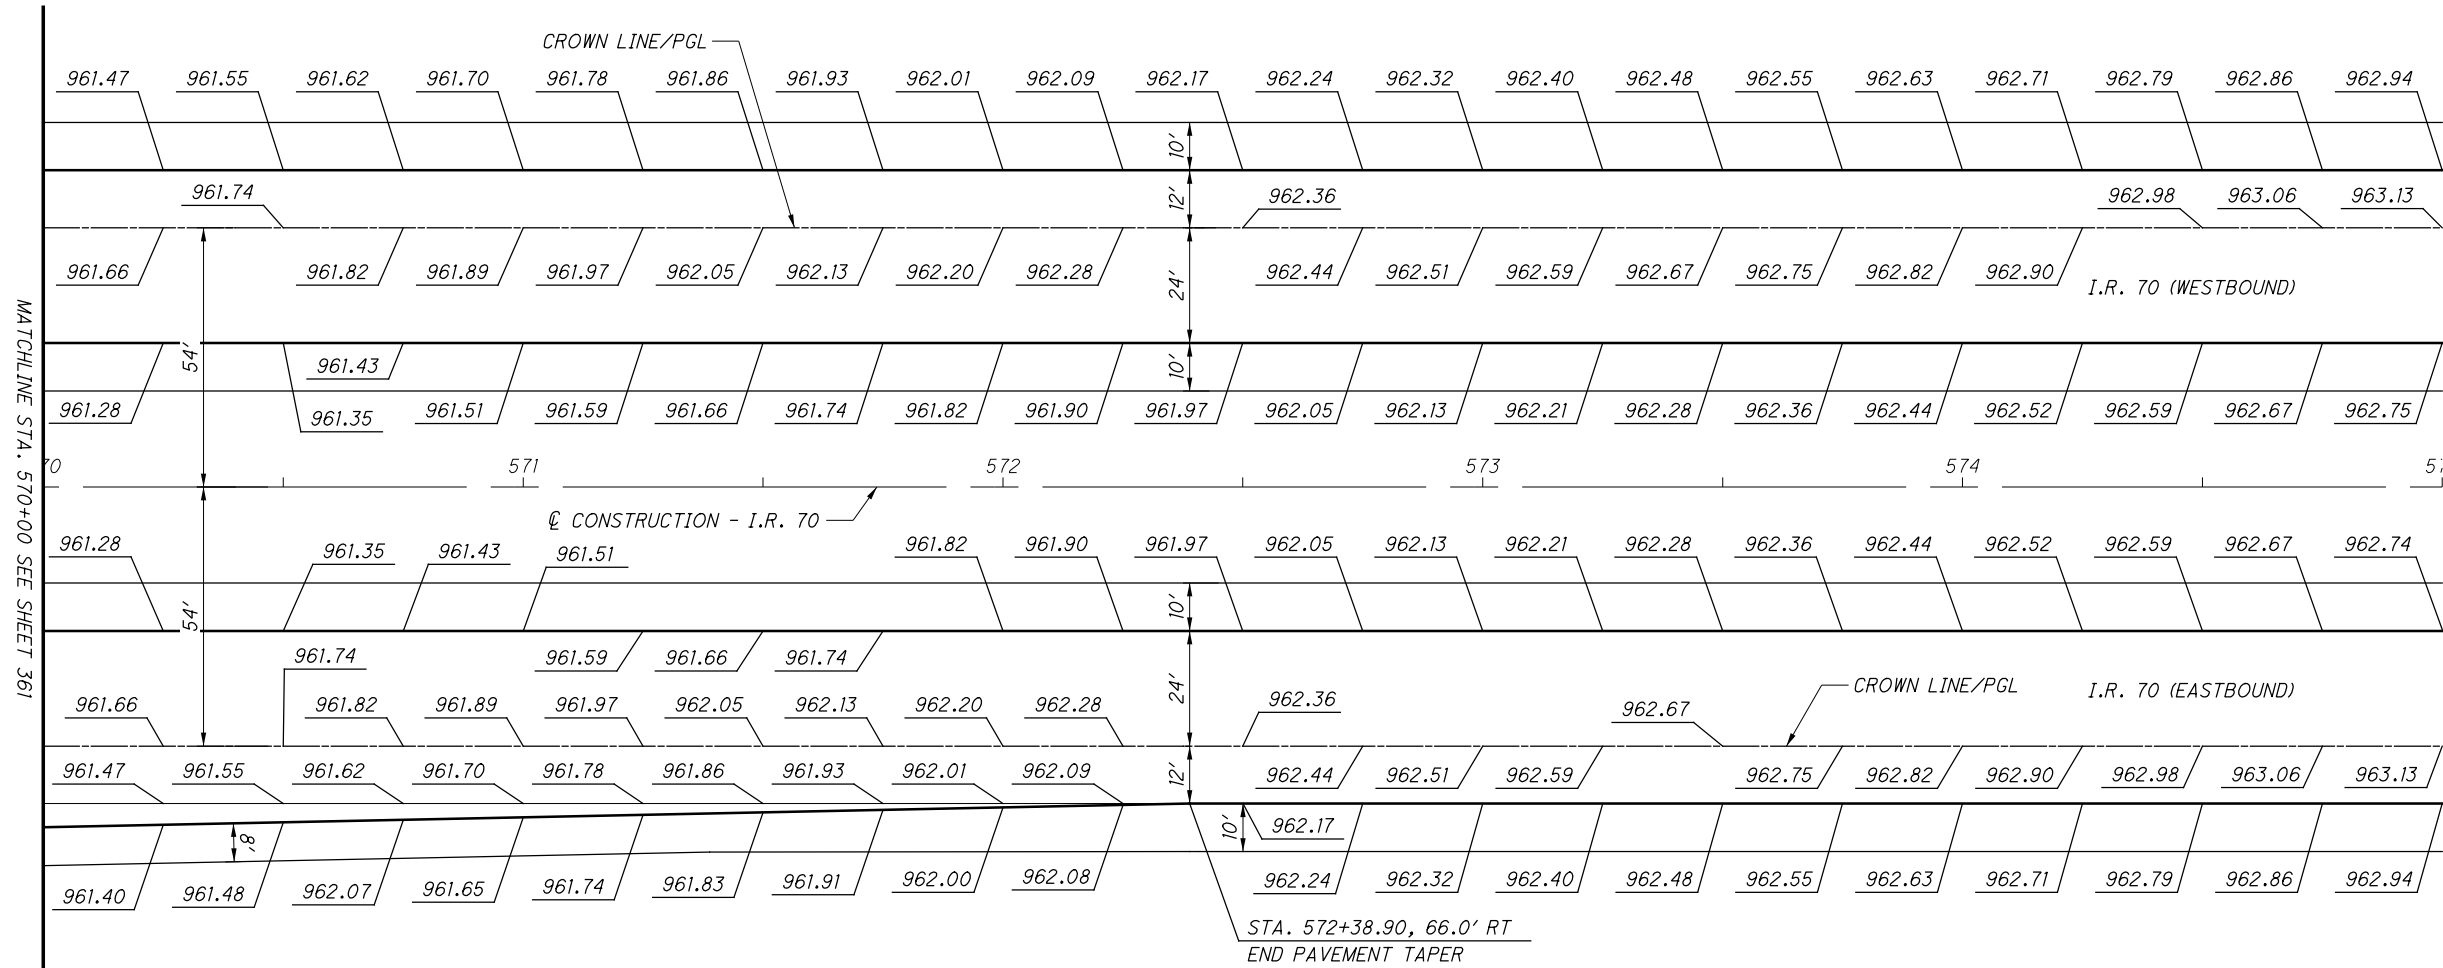 CROWN LINE/PGL
961.47 961.55 961.62 961.70 961.78 961.86 961.93 962.01 962.09 962.17 962.24 962.32 962.40 962.48 962.55 962.63 962.71 962.79 962.86 962.94
10'
961.74 12' 962.36 962.98 963.06 963.13
961.66 961.82 961.89 961.97 962.05 962.13 962.20 962.28 24' 962.44 962.51 962.59 962.67 962.75 962.82 962.90 I.R. 70 (WESTBOUND)
MATCHLINE STA. 570+00 SEE SHEET 361
54' 961.43 10'
961.28 961.35 961.51 961.59 961.66 961.74 961.82 961.90 961.97 962.05 962.13 962.21 962.28 962.36 962.44 962.52 962.59 962.67 962.75
70 571 572 573 574 57
℄ CONSTRUCTION - I.R. 70
961.28 961.35 961.43 961.51 961.82 961.90 961.97 962.05 962.13 962.21 962.28 962.36 962.44 962.52 962.59 962.67 962.74
54' 10'
961.74 961.59 961.66 961.74 24' CROWN LINE/PGL I.R. 70 (EASTBOUND)
961.66 961.82 961.89 961.97 962.05 962.13 962.20 962.28 962.36 962.67
961.47 961.55 961.62 961.70 961.78 961.86 961.93 962.01 962.09 12' 962.44 962.51 962.59 962.75 962.82 962.90 962.98 963.06 963.13
8' 10' 962.17
961.40 961.48 962.07 961.65 961.74 961.83 961.91 962.00 962.08 962.24 962.32 962.40 962.48 962.55 962.63 962.71 962.79 962.86 962.94
STA. 572+38.90, 66.0' RT
END PAVEMENT TAPER